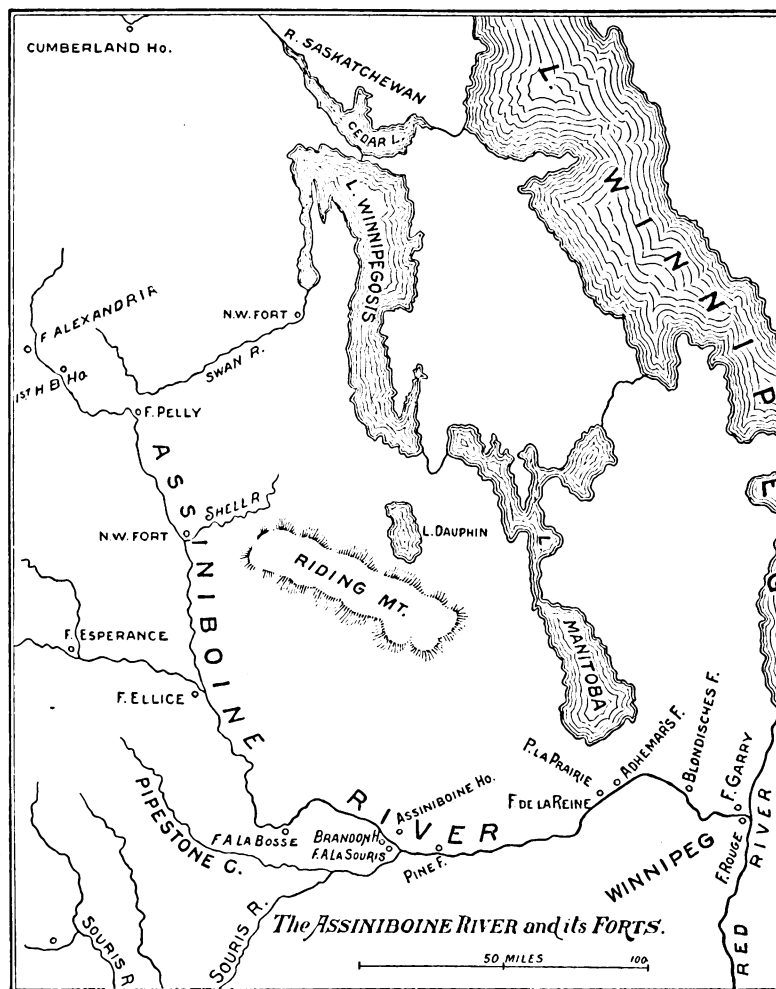 CUMBERLAND HO.
R. SASKATCHEWAN
CEDAR L.
L. WINNIPEGOSIS
L. WINNIPEG
F ALEXANDRIA
1ST H B HO
N.W. FORT
SWAN R.
F. PELLY
ASSINIBOINE
SHELL R
N.W. FORT
L. DAUPHIN
RIDING MT.
L
MANITOBA
F. ESPERANCE
F. ELLICE
PIPESTONE C.
F A LA BOSSE
RIVER
BRANDON H.
F. A LA SOURIS
ASSINIBOINE HO.
PINE F.
P. LA PRAIRIE
F DE LA REINE
ADHEMAR'S F.
BLONDISCHES F.
F. GARRY
F. ROUGE
WINNIPEG
RED RIVER
SOURIS R
SOURIS R.
The ASSINIBOINE RIVER and its FORTS.
50 MILES 100